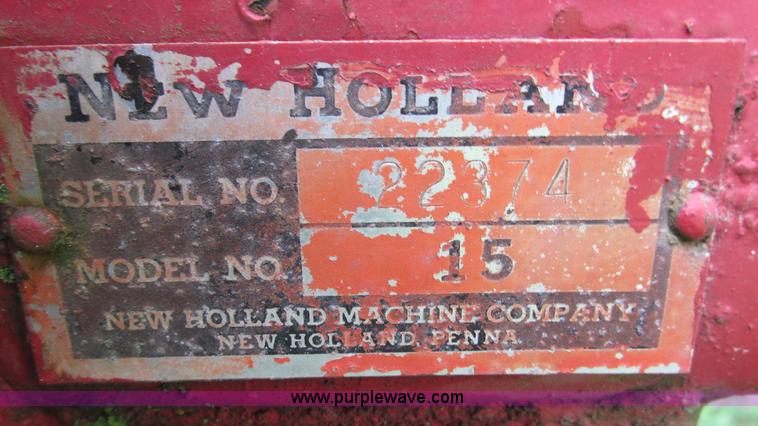 NEW HOLLAND
SERIAL NO. 22374
MODEL NO. 15
NEW HOLLAND MACHINE COMPANY
NEW HOLLAND, PENNA
www.purplewave.com